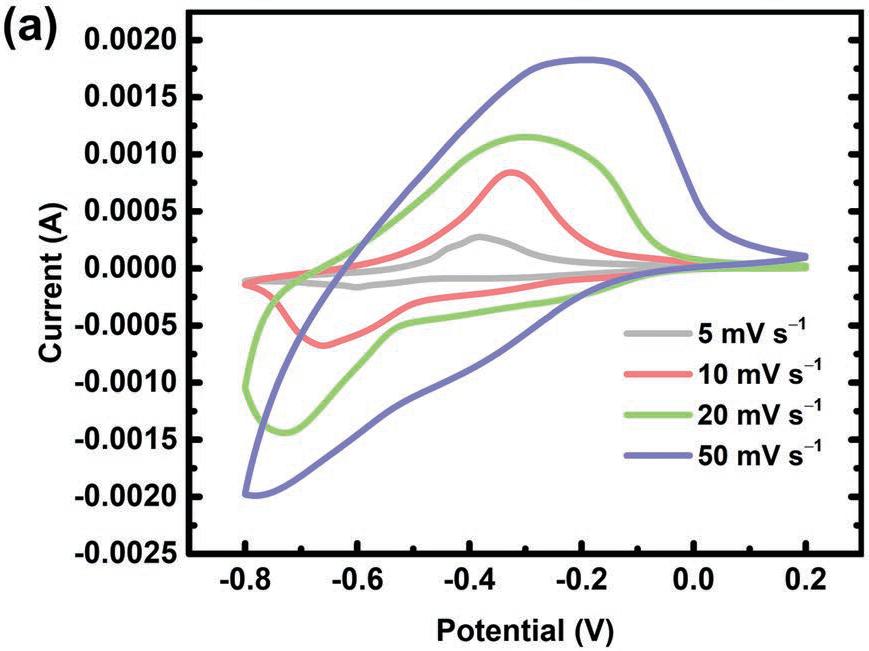 (a)
0.0020
0.0015
0.0010
0.0005
0.0000
-0.0005
-0.0010
-0.0015
-0.0020
-0.0025
Current (A)
5 mV s⁻¹
10 mV s⁻¹
20 mV s⁻¹
50 mV s⁻¹
-0.8 -0.6 -0.4 -0.2 0.0 0.2
Potential (V)